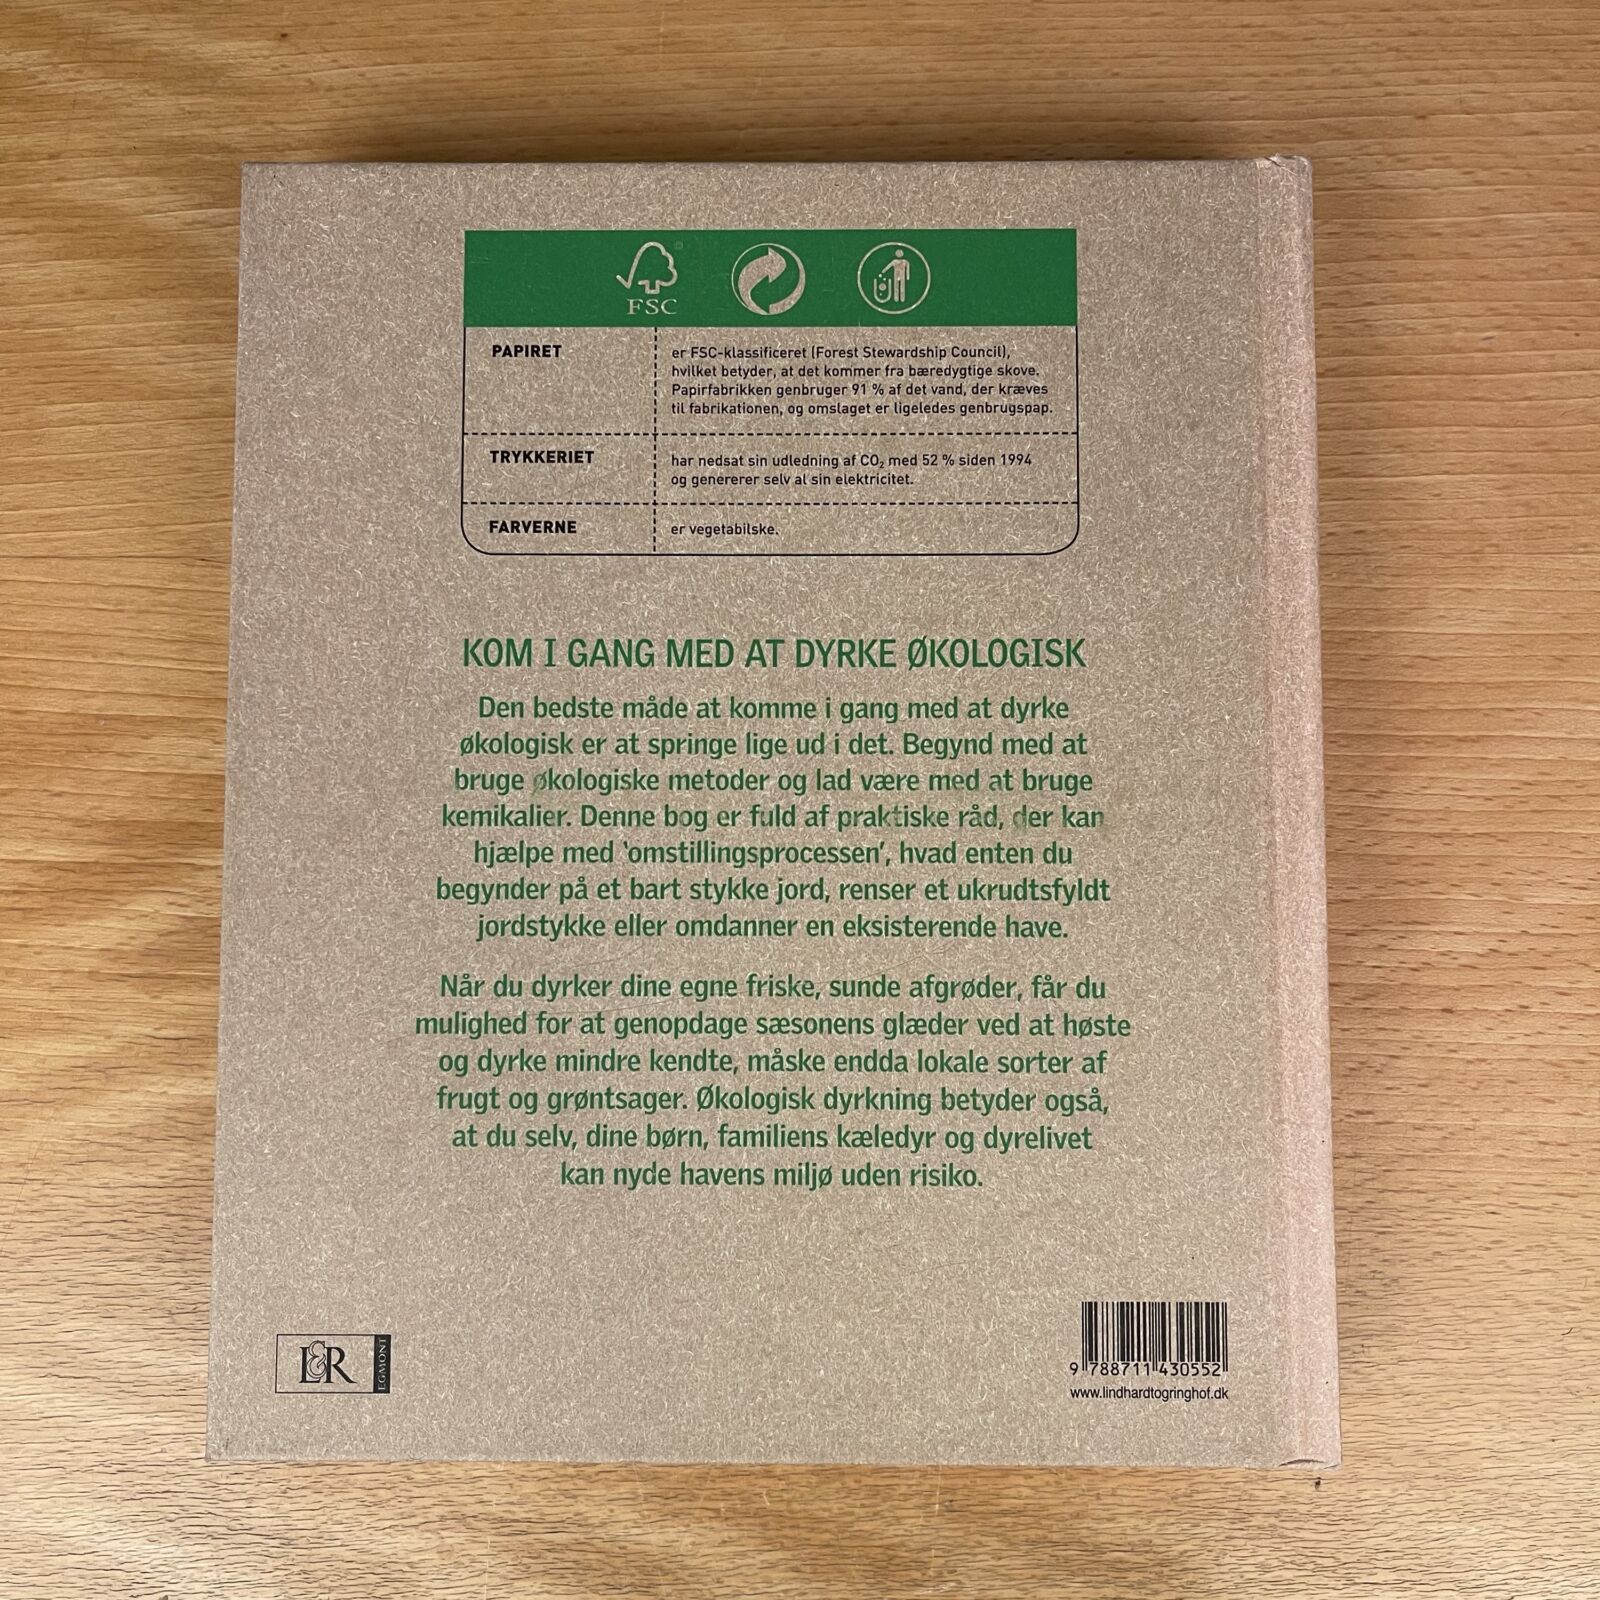 FSC
PAPIRET
er FSC-klassificeret (Forest Stewardship Council),
hvilket betyder, at det kommer fra bæredygtige skove.
Papirfabrikken genbruger 91 % af det vand, der kræves
til fabrikationen, og omslaget er ligeledes genbrugspap.
TRYKKERIET
har nedsat sin udledning af CO₂ med 52 % siden 1994
og genererer selv al sin elektricitet.
FARVERNE
er vegetabilske.
KOM I GANG MED AT DYRKE ØKOLOGISK
Den bedste måde at komme i gang med at dyrke
økologisk er at springe lige ud i det. Begynd med at
bruge økologiske metoder og lad være med at bruge
kemikalier. Denne bog er fuld af praktiske råd, der kan
hjælpe med ‘omstillingsprocessen’, hvad enten du
begynder på et bart stykke jord, renser et ukrudtsfyldt
jordstykke eller omdanner en eksisterende have.
Når du dyrker dine egne friske, sunde afgrøder, får du
mulighed for at genopdage sæsonens glæder ved at høste
og dyrke mindre kendte, måske endda lokale sorter af
frugt og grøntsager. Økologisk dyrkning betyder også,
at du selv, dine børn, familiens kæledyr og dyrelivet
kan nyde havens miljø uden risiko.
L&R EGMONT
9 788711 430552
www.lindhardtogringhof.dk